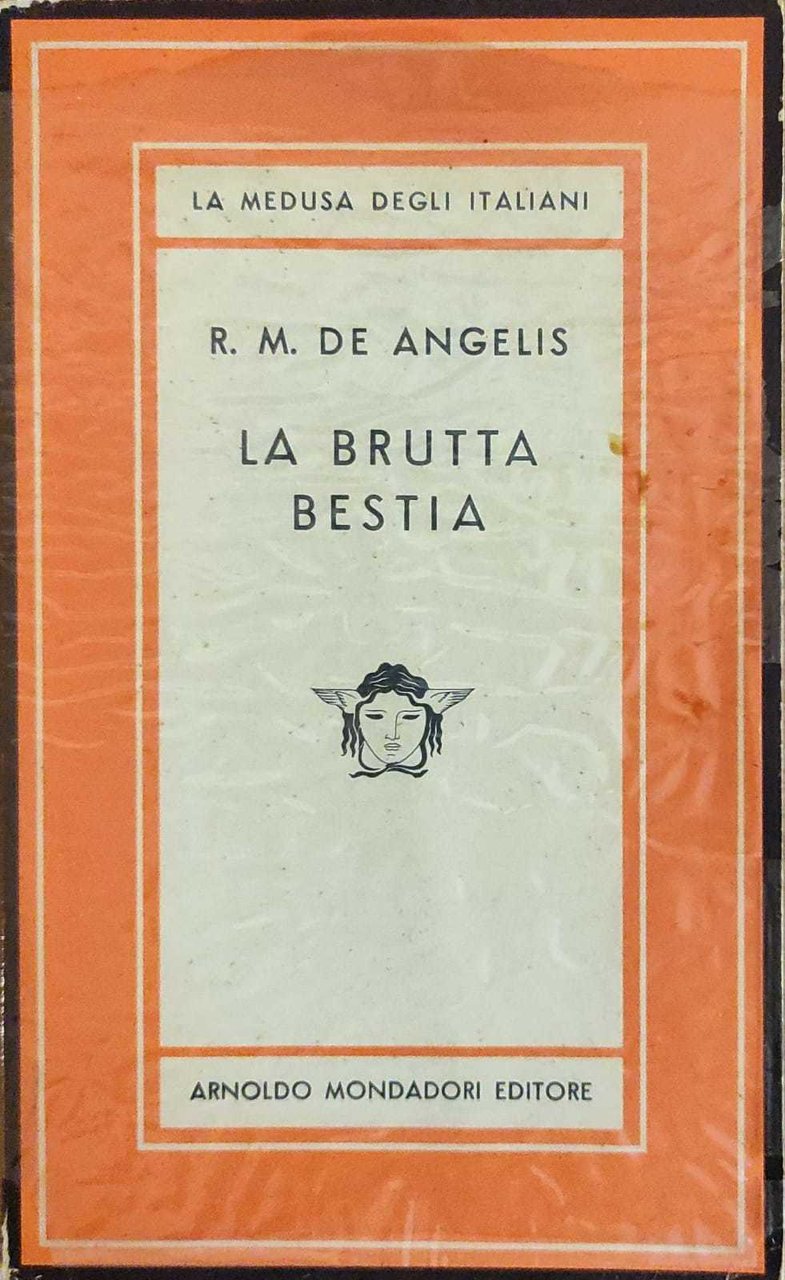 LA MEDUSA DEGLI ITALIANI
R. M. DE ANGELIS
LA BRUTTA
BESTIA
ARNOLDO MONDADORI EDITORE